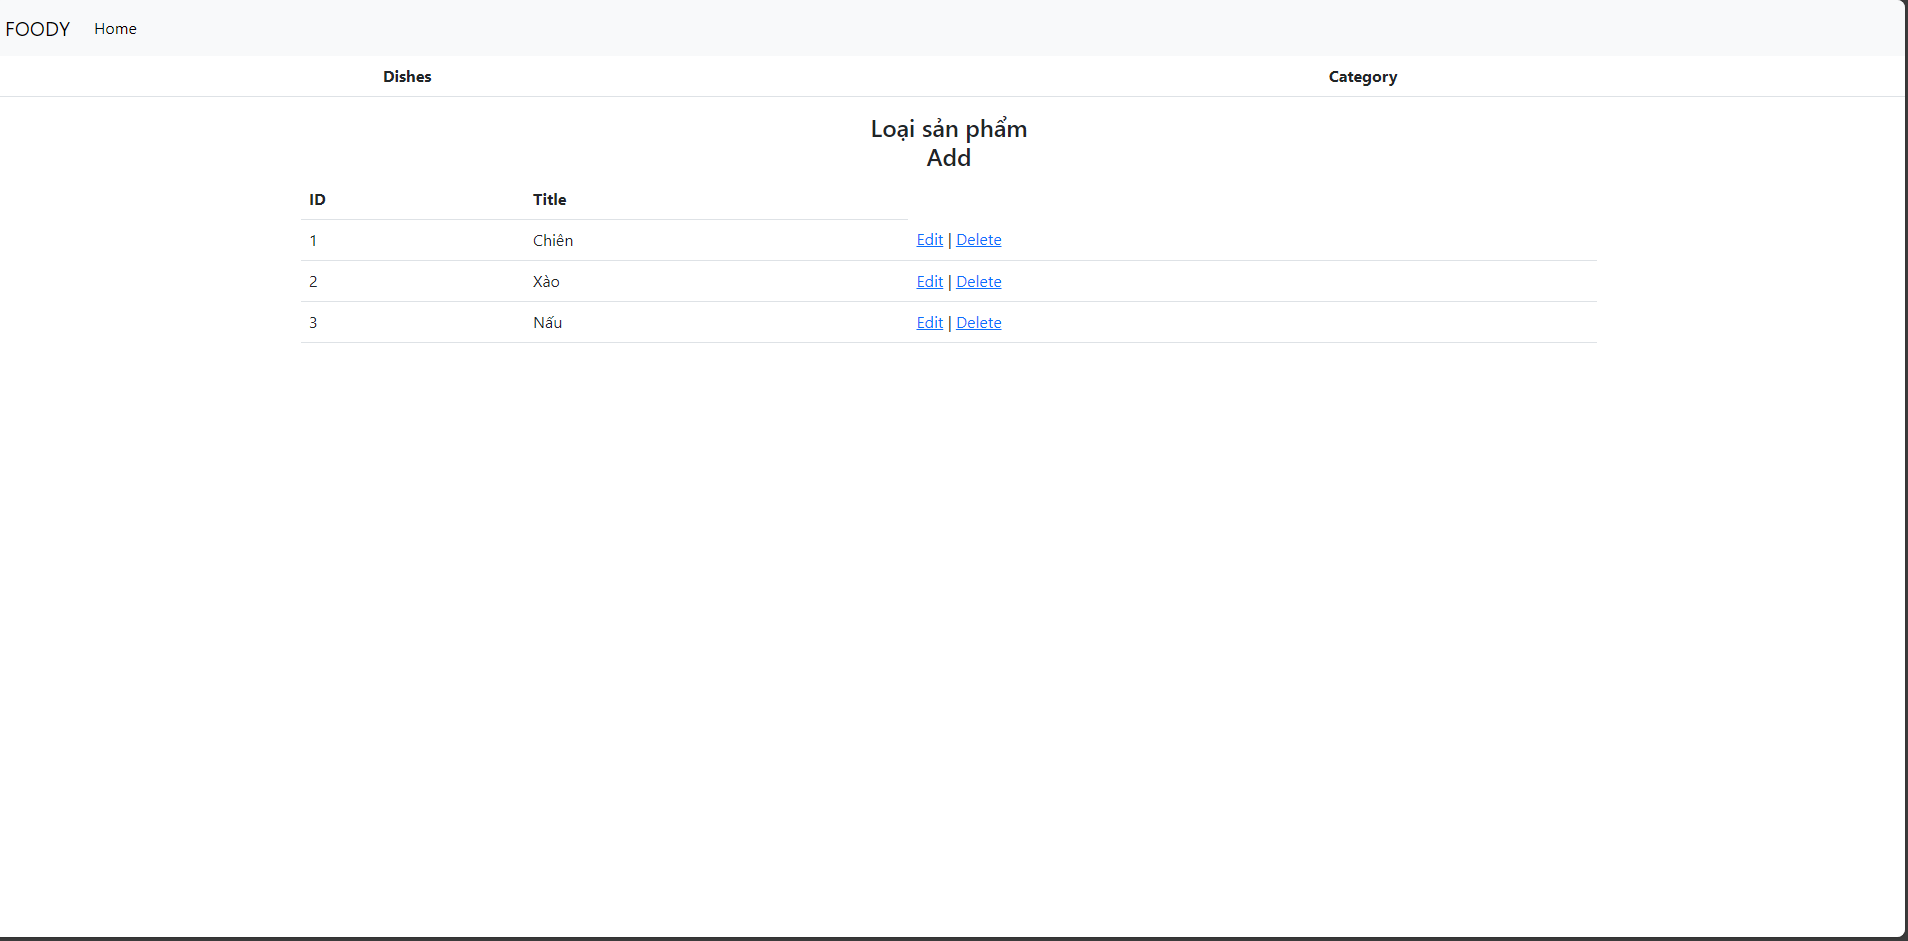 FOODY Home
Dishes Category
Loại sản phẩm
Add
ID Title
1 Chiên Edit | Delete
2 Xào Edit | Delete
3 Nấu Edit | Delete